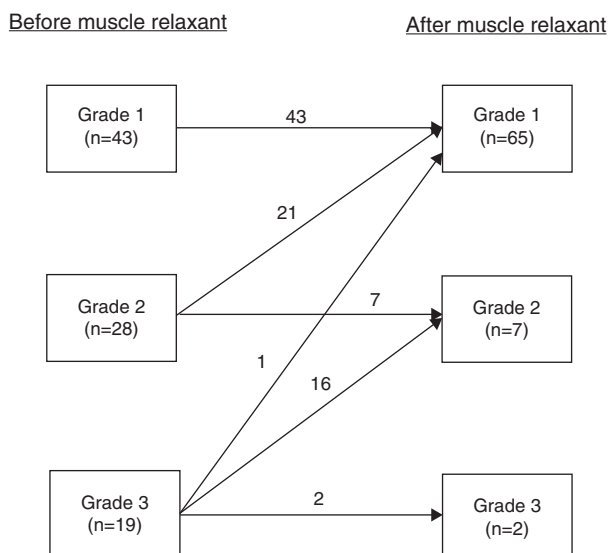 Before muscle relaxant
After muscle relaxant
Grade 1
(n=43)
43
Grade 1
(n=65)
21
Grade 2
(n=28)
7
Grade 2
(n=7)
1
16
Grade 3
(n=19)
2
Grade 3
(n=2)